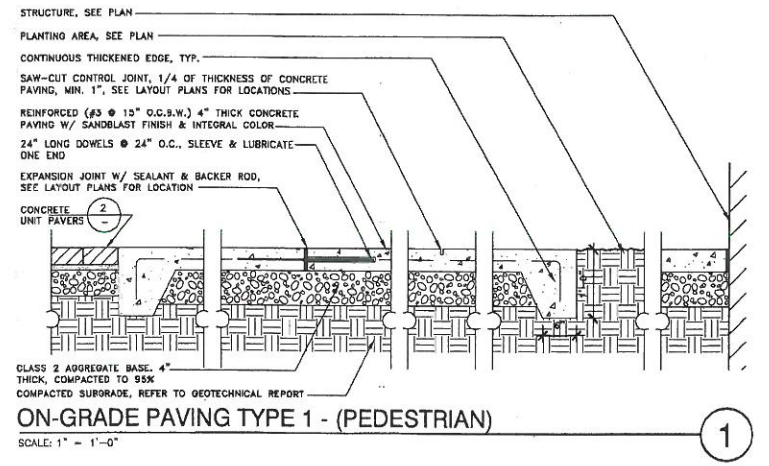 STRUCTURE, SEE PLAN
PLANTING AREA, SEE PLAN
CONTINUOUS THICKENED EDGE, TYP.
SAW-CUT CONTROL JOINT, 1/4 OF THICKNESS OF CONCRETE
PAVING, MIN. 1", SEE LAYOUT PLANS FOR LOCATIONS
REINFORCED (#3 @ 15" O.C.B.W.) 4" THICK CONCRETE
PAVING W/ SANDBLAST FINISH & INTEGRAL COLOR
24" LONG DOWELS @ 24" O.C., SLEEVE & LUBRICATE
ONE END
EXPANSION JOINT W/ SEALANT & BACKER ROD,
SEE LAYOUT PLANS FOR LOCATION
CONCRETE
UNIT PAVERS
2
-
6"
CLASS 2 AGGREGATE BASE. 4"
THICK, COMPACTED TO 95%
COMPACTED SUBGRADE, REFER TO GEOTECHNICAL REPORT
ON-GRADE PAVING TYPE 1 - (PEDESTRIAN)
1
SCALE: 1" = 1'-0"